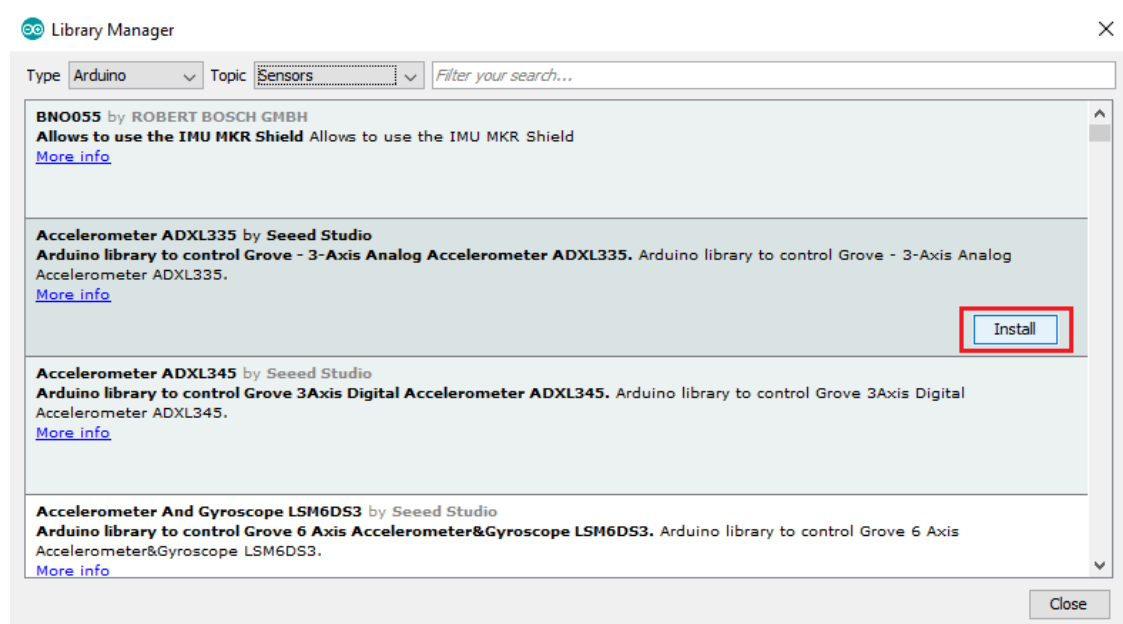 Library Manager
Type Arduino Topic Sensors Filter your search...
BNO055 by ROBERT BOSCH GMBH
Allows to use the IMU MKR Shield Allows to use the IMU MKR Shield
More info
Accelerometer ADXL335 by Seeed Studio
Arduino library to control Grove - 3-Axis Analog Accelerometer ADXL335. Arduino library to control Grove - 3-Axis Analog
Accelerometer ADXL335.
More info
Install
Accelerometer ADXL345 by Seeed Studio
Arduino library to control Grove 3Axis Digital Accelerometer ADXL345. Arduino library to control Grove 3Axis Digital
Accelerometer ADXL345.
More info
Accelerometer And Gyroscope LSM6DS3 by Seeed Studio
Arduino library to control Grove 6 Axis Accelerometer&Gyroscope LSM6DS3. Arduino library to control Grove 6 Axis
Accelerometer&Gyroscope LSM6DS3.
More info
Close